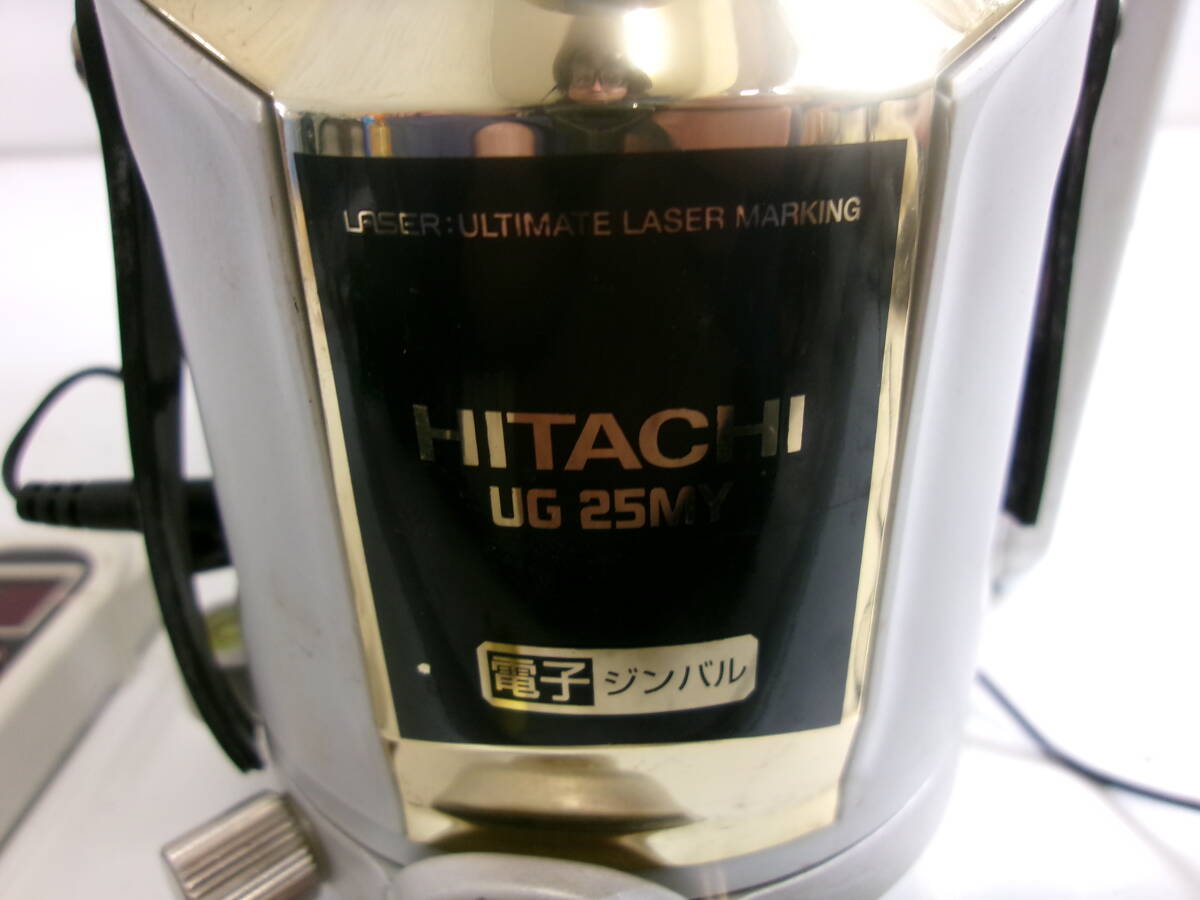 LASER:ULTIMATE LASER MARKING
HITACHI
UG 25MY
電子 ジンバル